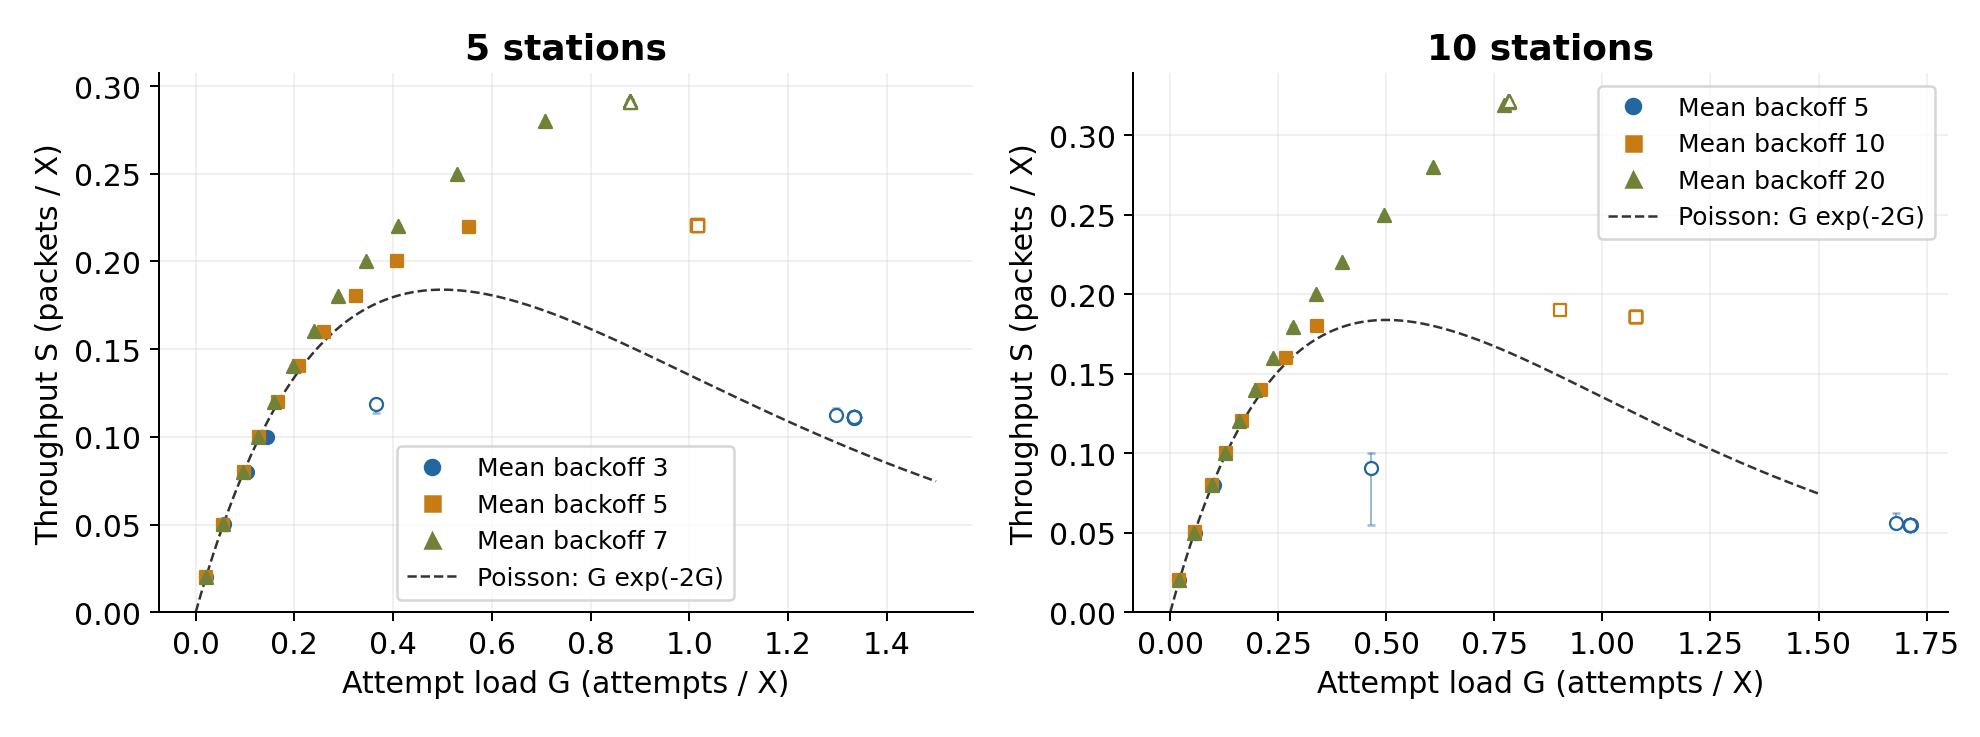 5 stations
Throughput S (packets / X)
0.30
0.25
0.20
0.15
0.10
0.05
0.00
0.0 0.2 0.4 0.6 0.8 1.0 1.2 1.4
Attempt load G (attempts / X)
Mean backoff 3
Mean backoff 5
Mean backoff 7
Poisson: G exp(-2G)
10 stations
Throughput S (packets / X)
0.30
0.25
0.20
0.15
0.10
0.05
0.00
0.00 0.25 0.50 0.75 1.00 1.25 1.50 1.75
Attempt load G (attempts / X)
Mean backoff 5
Mean backoff 10
Mean backoff 20
Poisson: G exp(-2G)